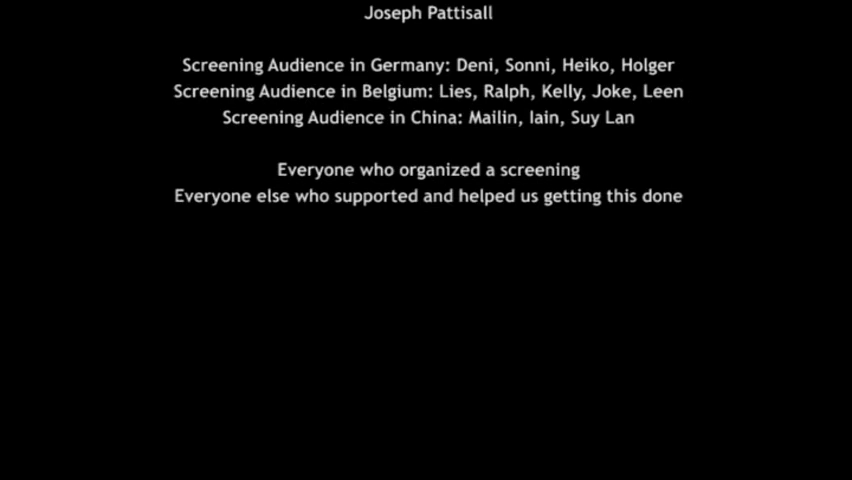 Joseph Pattisall
Screening Audience in Germany: Deni, Sonni, Heiko, Holger
Screening Audience in Belgium: Lies, Ralph, Kelly, Joke, Leen
Screening Audience in China: Mailin, Iain, Suy Lan
Everyone who organized a screening
Everyone else who supported and helped us getting this done